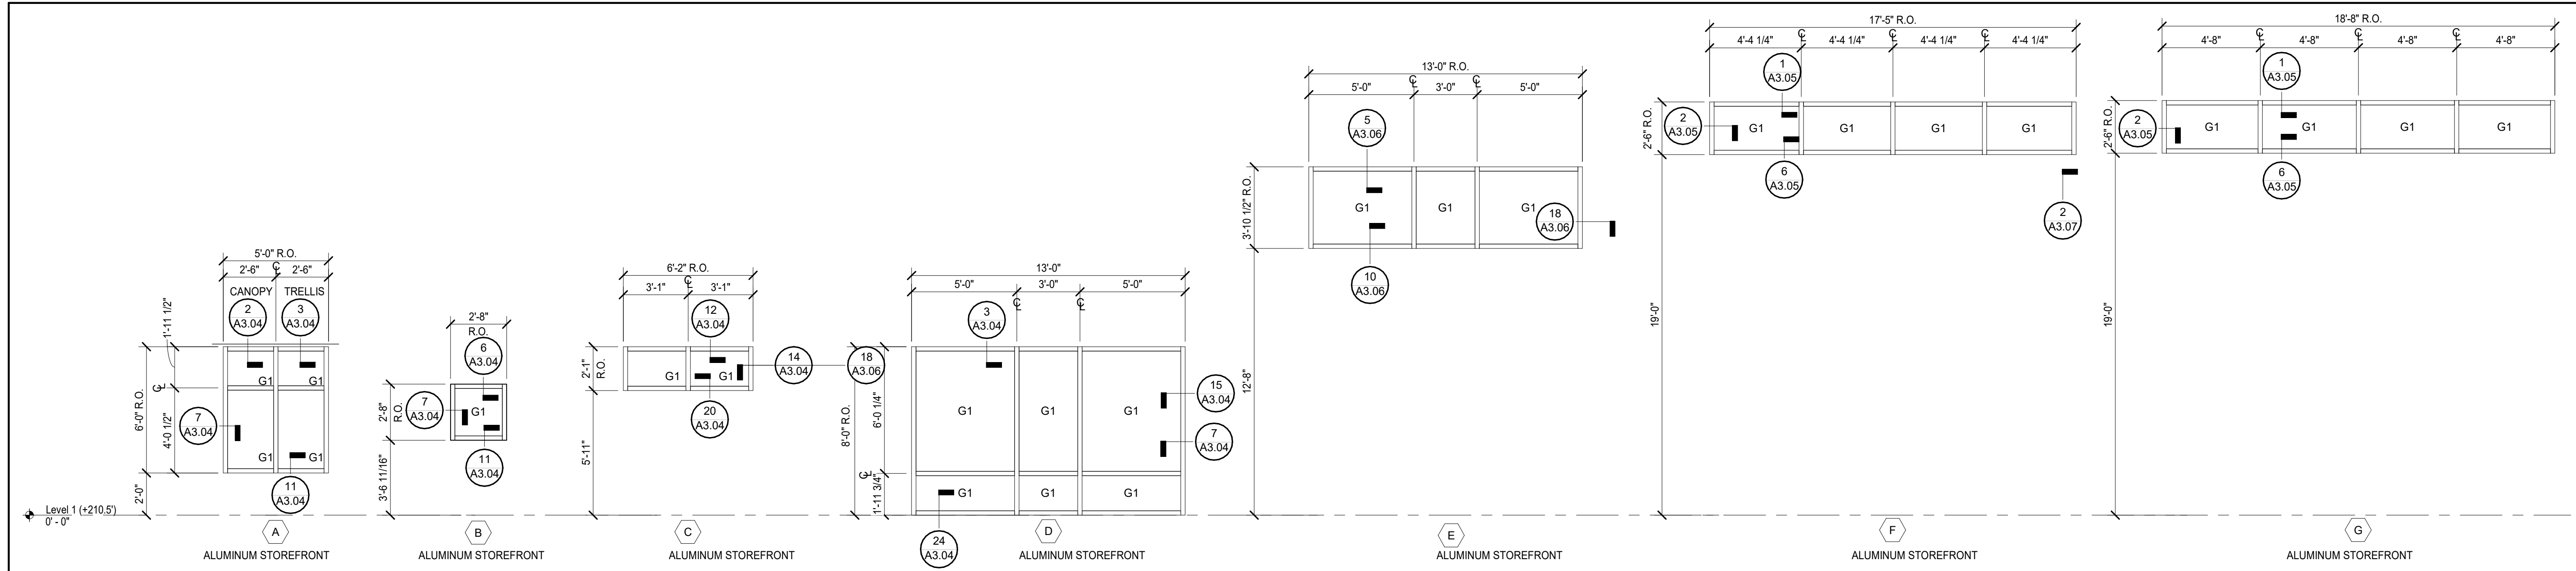 Level 1 (+210.5')
0' - 0"
5'-0" R.O.
2'-6"
C L
2'-6"
CANOPY
TRELLIS
2
A3.04
3
A3.04
1'-11 1/2"
C L
6'-0" R.O.
4'-0 1/2"
2'-0"
7
A3.04
G1
G1
G1
G1
11
A3.04
A
ALUMINUM STOREFRONT
2'-8"
R.O.
6
A3.04
2'-8"
R.O.
7
A3.04
G1
3'-6 11/16"
11
A3.04
B
ALUMINUM STOREFRONT
6'-2" R.O.
C L
3'-1"
3'-1"
12
A3.04
2'-1"
R.O.
G1
G1
14
A3.04
18
A3.06
20
A3.04
5'-11"
C
ALUMINUM STOREFRONT
13'-0"
5'-0"
3'-0"
5'-0"
C L
C L
3
A3.04
8'-0" R.O.
6'-0 1/4"
C L
1'-11 3/4"
G1
G1
G1
15
A3.04
7
A3.04
G1
G1
G1
24
A3.04
D
ALUMINUM STOREFRONT
13'-0" R.O.
C L
C L
5'-0"
3'-0"
5'-0"
5
A3.06
3'-10 1/2" R.O.
G1
G1
G1
18
A3.06
10
A3.06
12'-8"
E
ALUMINUM STOREFRONT
17'-5" R.O.
C L
C L
C L
4'-4 1/4"
4'-4 1/4"
4'-4 1/4"
4'-4 1/4"
1
A3.05
2'-6" R.O.
2
A3.05
G1
G1
G1
G1
6
A3.05
2
A3.07
19'-0"
F
ALUMINUM STOREFRONT
18'-8" R.O.
C L
C L
C L
4'-8"
4'-8"
4'-8"
4'-8"
1
A3.05
2'-6" R.O.
2
A3.05
G1
G1
G1
G1
6
A3.05
19'-0"
G
ALUMINUM STOREFRONT